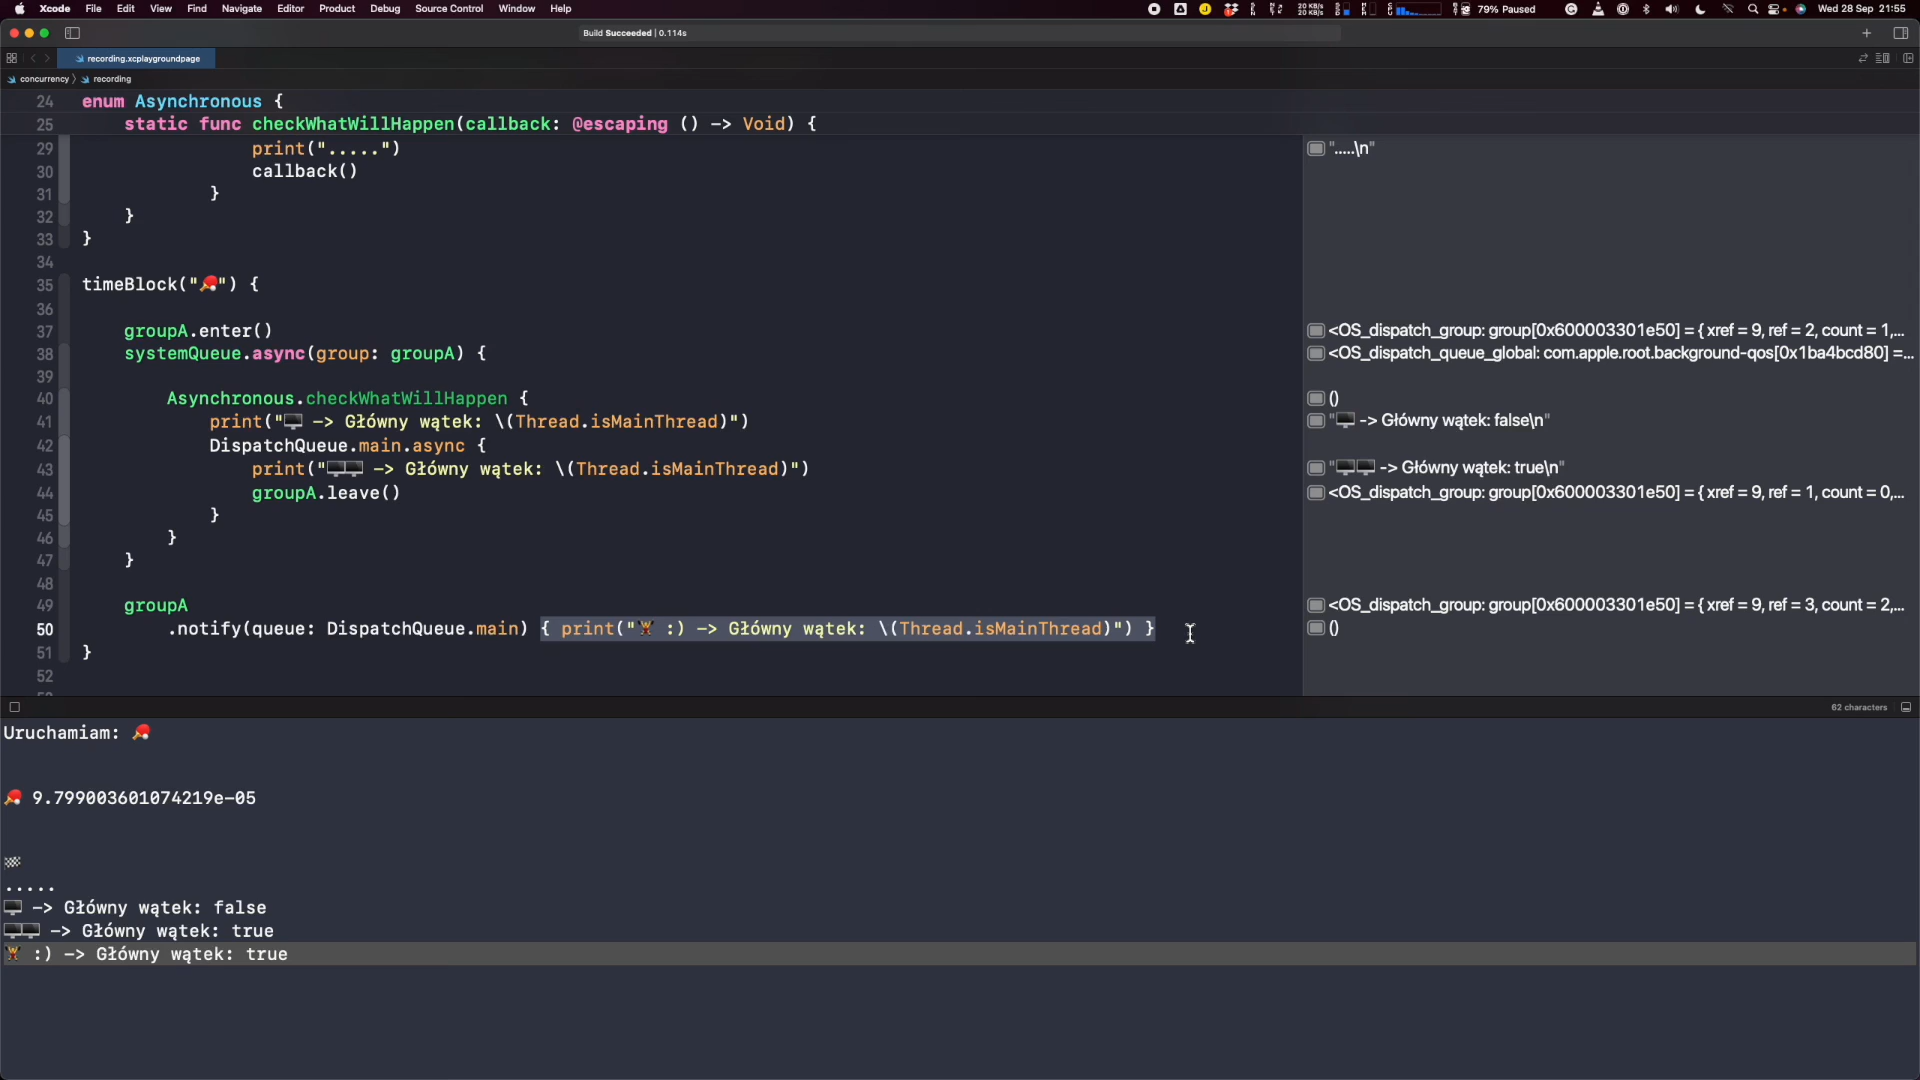 Xcode File Edit View Find Navigate Editor Product Debug Source Control Window Help 20 KB/s 20 KB/s 79% Paused Wed 28 Sep 21:55
Build Succeeded | 0.114s
recording.xcplaygroundpage
concurrency 〉 recording
24 enum Asynchronous {
25 static func checkWhatWillHappen(callback: @escaping () -> Void) {
29 print(".....") ".....\n"
30 callback()
31 }
32 }
33 }
34
35 timeBlock("🏓") {
36
37 groupA.enter() <OS_dispatch_group: group[0x600003301e50] = { xref = 9, ref = 2, count = 1,...
38 systemQueue.async(group: groupA) { <OS_dispatch_queue_global: com.apple.root.background-qos[0x1ba4bcd80] =...
39
40 Asynchronous.checkWhatWillHappen { ()
41 print("🖥 -> Główny wątek: \(Thread.isMainThread)") "🖥 -> Główny wątek: false\n"
42 DispatchQueue.main.async {
43 print("🖥🖥 -> Główny wątek: \(Thread.isMainThread)") "🖥🖥 -> Główny wątek: true\n"
44 groupA.leave() <OS_dispatch_group: group[0x600003301e50] = { xref = 9, ref = 1, count = 0,...
45 }
46 }
47 }
48
49 groupA <OS_dispatch_group: group[0x600003301e50] = { xref = 9, ref = 3, count = 2,...
50 .notify(queue: DispatchQueue.main) { print("🏋 :) -> Główny wątek: \(Thread.isMainThread)") } ()
51 }
52
62 characters
Uruchamiam: 🏓
🏓 9.799003601074219e-05
🏁
.....
🖥 -> Główny wątek: false
🖥🖥 -> Główny wątek: true
🏋 :) -> Główny wątek: true